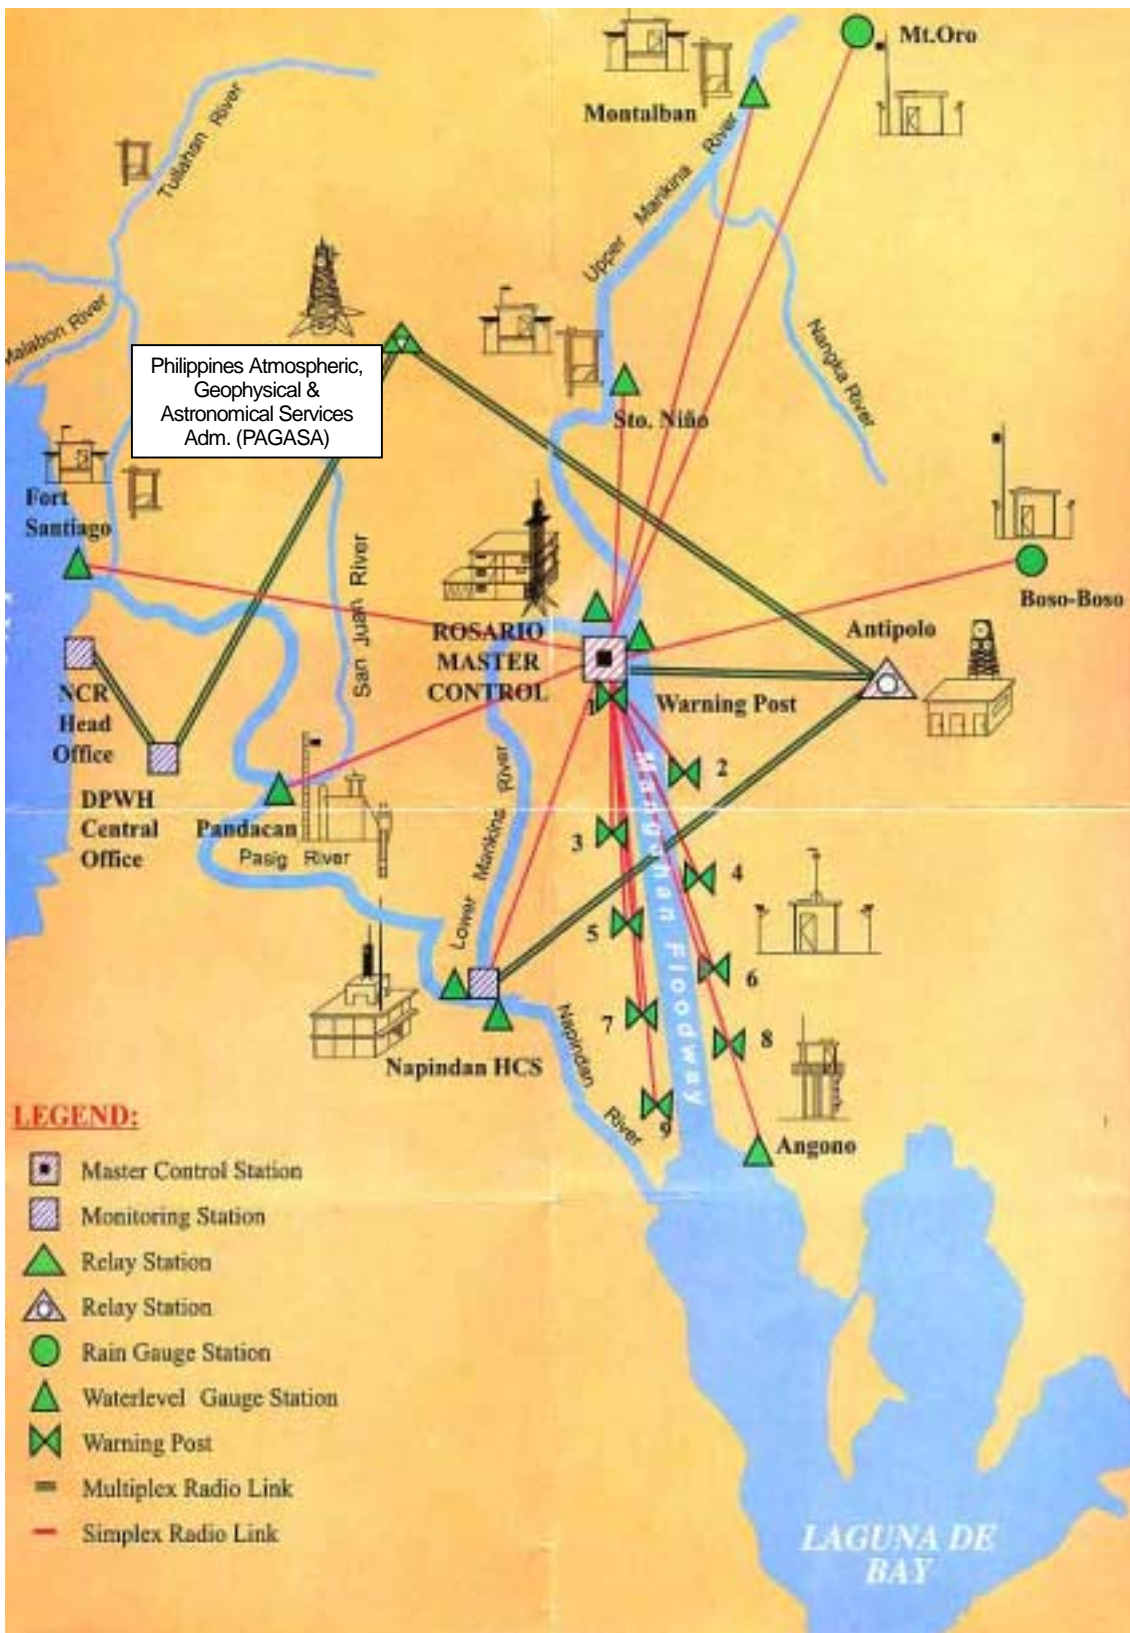 Mt.Oro
Montalban
Tullahan River
Upper Marikina River
Malabon River
Nangka River
Philippines Atmospheric,
Geophysical &
Astronomical Services
Adm. (PAGASA)
Sto. Niño
Fort
Santiago
San Juan River
Boso-Boso
ROSARIO
MASTER
CONTROL
Antipolo
NCR
Head
Office
1
Warning Post
2
DPWH
Central
Office
Pandacan
Pasig River
Lower Marikina River
Mangahan Floodway
3
4
5
6
7
8
9
Napindan HCS
Napindan River
Angono
LEGEND:
Master Control Station
Monitoring Station
Relay Station
Relay Station
Rain Gauge Station
Waterlevel Gauge Station
Warning Post
Multiplex Radio Link
Simplex Radio Link
LAGUNA DE
BAY